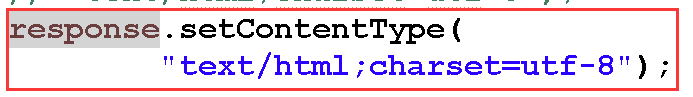 response.setContentType(
"text/html;charset=utf-8");